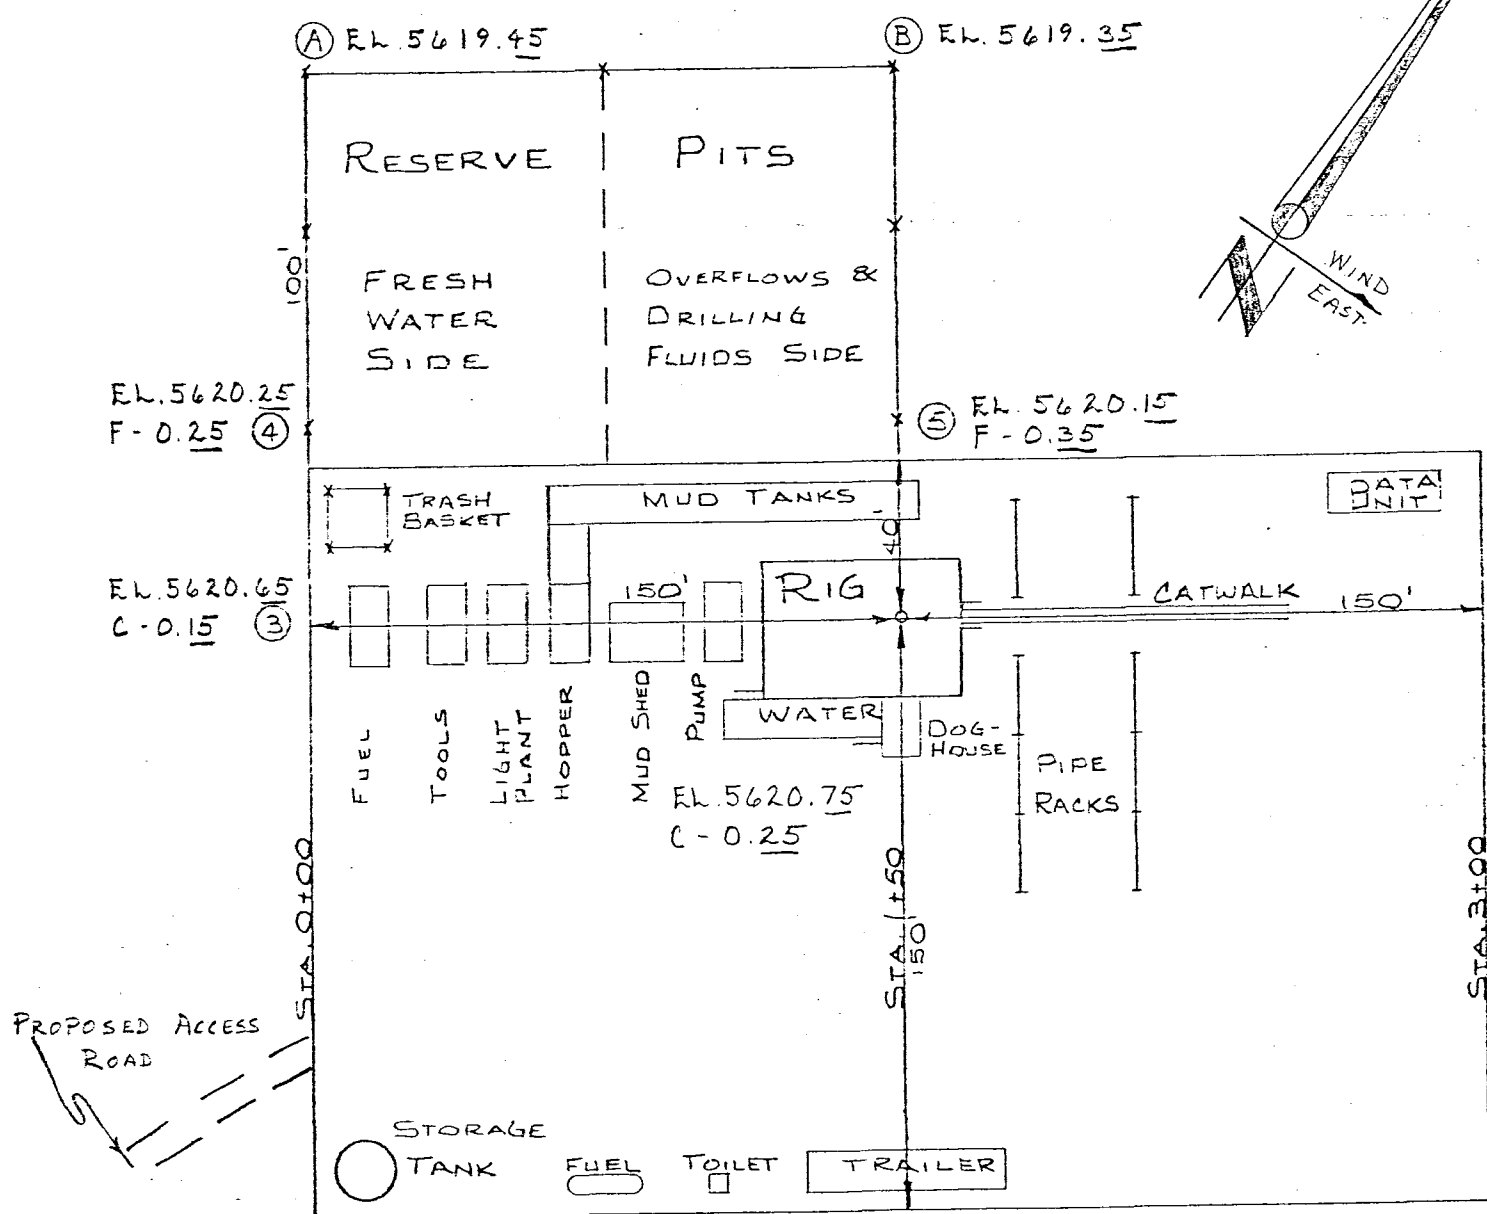 Ⓐ EL. 5619.45
Ⓑ EL. 5619.35
RESERVE PITS
100'
FRESH
WATER
SIDE
OVERFLOWS &
DRILLING
FLUIDS SIDE
WIND
EAST
EL. 5620.25
F - 0.25 ④
⑤ EL. 5620.15
F - 0.35
TRASH
BASKET
MUD TANKS
40'
DATA
UNIT
EL. 5620.65
C - 0.15 ③
150'
RIG
CATWALK
150'
FUEL
TOOLS
LIGHT
PLANT
HOPPER
MUD SHED
PUMP
WATER
DOG-
HOUSE
PIPE
RACKS
EL. 5620.75
C - 0.25
STA. 0+00
STA. 1+50
150'
STA. 3+00
PROPOSED ACCESS
ROAD
STORAGE
TANK
FUEL
TOILET
TRAILER